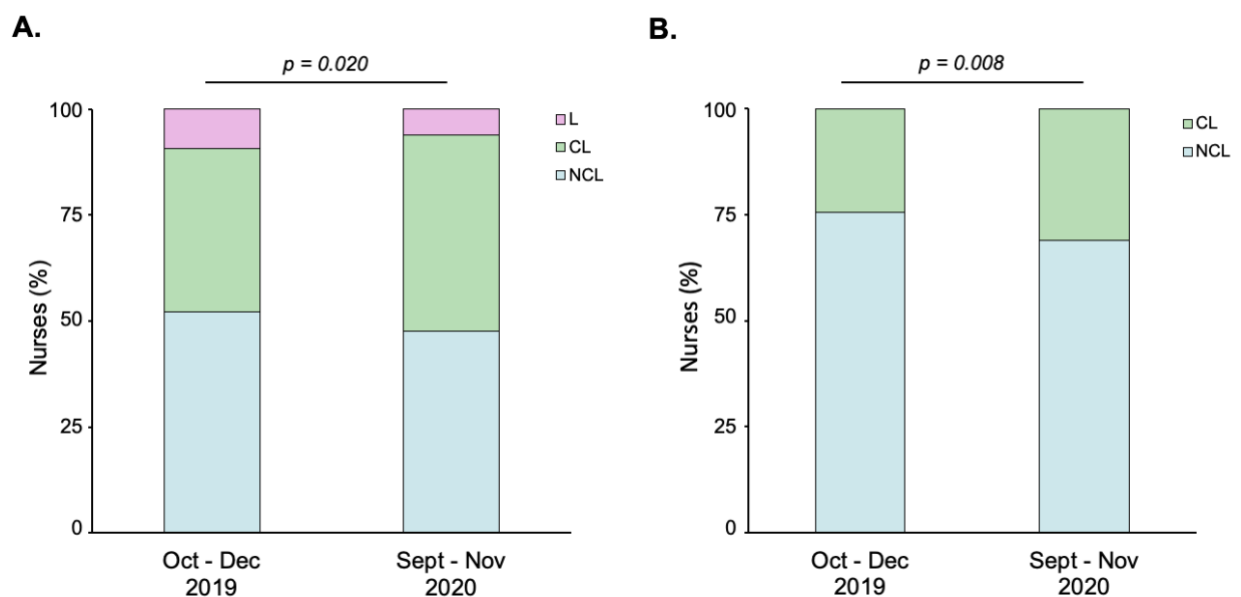 A.
p = 0.020
100
75
50
25
0
Nurses (%)
Oct - Dec
2019
Sept - Nov
2020
L
CL
NCL
B.
p = 0.008
100
75
50
25
0
Nurses (%)
Oct - Dec
2019
Sept - Nov
2020
CL
NCL